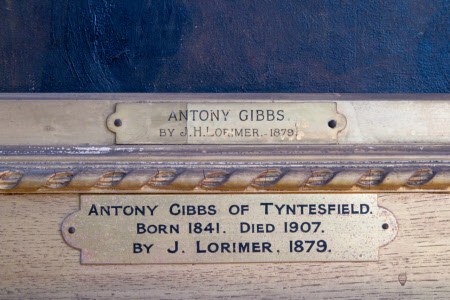 ANTONY GIBBS.
BY J.H.LORIMER. 1879
ANTONY GIBBS OF TYNTESFIELD.
BORN 1841. DIED 1907.
BY J. LORIMER, 1879.